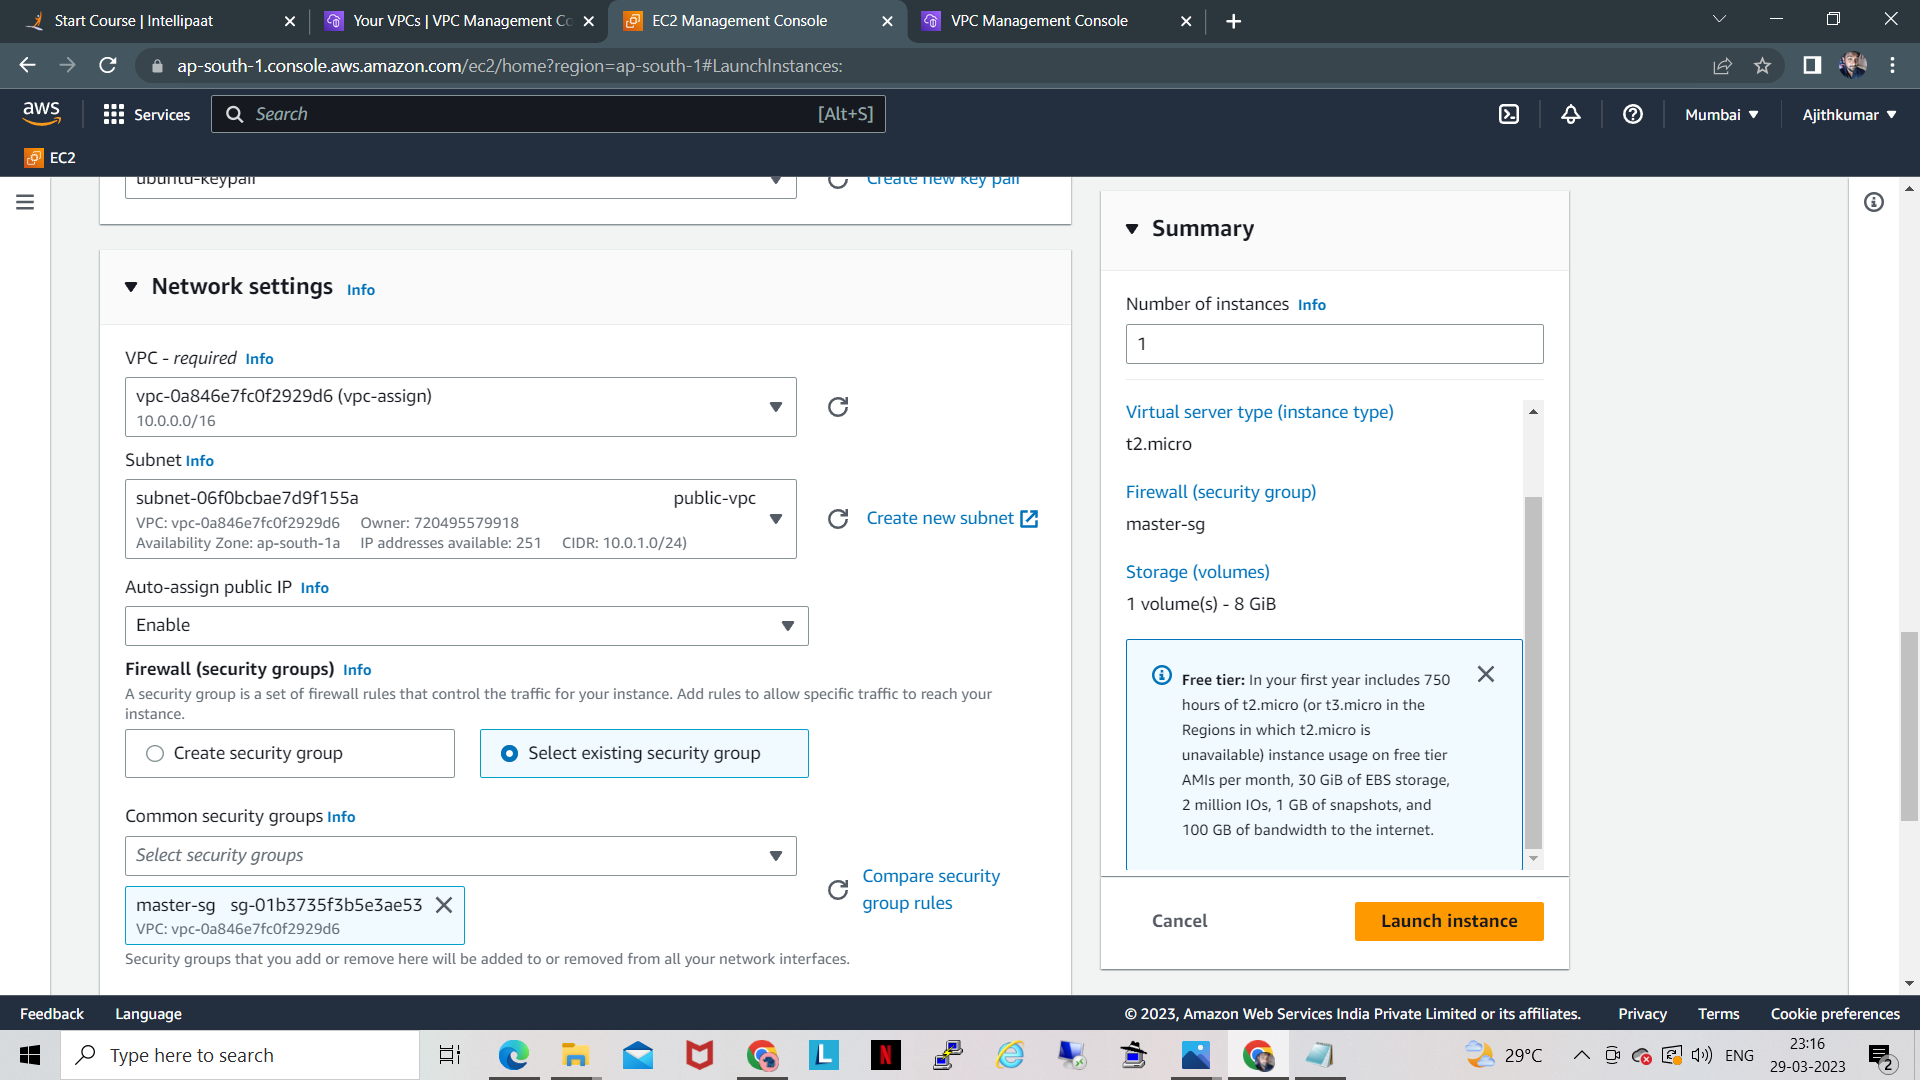 Start Course | Intellipaat
Your VPCs | VPC Management Co
EC2 Management Console
VPC Management Console
ap-south-1.console.aws.amazon.com/ec2/home?region=ap-south-1#LaunchInstances:
aws
Services
Search
[Alt+S]
Mumbai
Ajithkumar
EC2
ubuntu-keypair
Create new key pair
Network settings Info
VPC - required Info
vpc-0a846e7fc0f2929d6 (vpc-assign)
10.0.0.0/16
Subnet Info
subnet-06f0bcbae7d9f155a public-vpc
VPC: vpc-0a846e7fc0f2929d6 Owner: 720495579918
Availability Zone: ap-south-1a IP addresses available: 251 CIDR: 10.0.1.0/24)
Create new subnet
Auto-assign public IP Info
Enable
Firewall (security groups) Info
A security group is a set of firewall rules that control the traffic for your instance. Add rules to allow specific traffic to reach your
instance.
Create security group
Select existing security group
Common security groups Info
Select security groups
master-sg sg-01b3735f3b5e3ae53
VPC: vpc-0a846e7fc0f2929d6
Compare security
group rules
Security groups that you add or remove here will be added to or removed from all your network interfaces.
Summary
Number of instances Info
1
Virtual server type (instance type)
t2.micro
Firewall (security group)
master-sg
Storage (volumes)
1 volume(s) - 8 GiB
Free tier: In your first year includes 750
hours of t2.micro (or t3.micro in the
Regions in which t2.micro is
unavailable) instance usage on free tier
AMIs per month, 30 GiB of EBS storage,
2 million IOs, 1 GB of snapshots, and
100 GB of bandwidth to the internet.
Cancel
Launch instance
Feedback
Language
© 2023, Amazon Web Services India Private Limited or its affiliates.
Privacy
Terms
Cookie preferences
Type here to search
L
N
29°C
ENG
23:16
29-03-2023
2